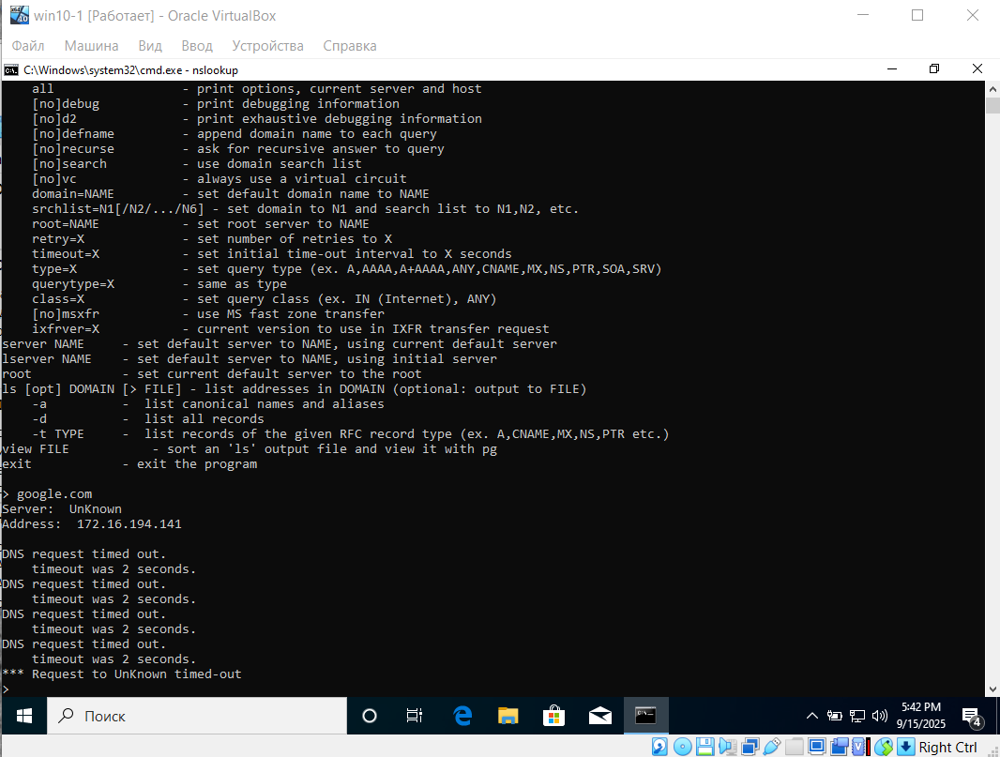 win10-1 [Работает] - Oracle VirtualBox
Файл Машина Вид Ввод Устройства Справка
C:\Windows\system32\cmd.exe - nslookup
    all                 - print options, current server and host
    [no]debug           - print debugging information
    [no]d2              - print exhaustive debugging information
    [no]defname         - append domain name to each query
    [no]recurse         - ask for recursive answer to query
    [no]search          - use domain search list
    [no]vc              - always use a virtual circuit
    domain=NAME         - set default domain name to NAME
    srchlist=N1[/N2/.../N6] - set domain to N1 and search list to N1,N2, etc.
    root=NAME           - set root server to NAME
    retry=X             - set number of retries to X
    timeout=X           - set initial time-out interval to X seconds
    type=X              - set query type (ex. A,AAAA,A+AAAA,ANY,CNAME,MX,NS,PTR,SOA,SRV)
    querytype=X         - same as type
    class=X             - set query class (ex. IN (Internet), ANY)
    [no]msxfr           - use MS fast zone transfer
    ixfrver=X           - current version to use in IXFR transfer request
server NAME     - set default server to NAME, using current default server
lserver NAME    - set default server to NAME, using initial server
root            - set current default server to the root
ls [opt] DOMAIN [> FILE] - list addresses in DOMAIN (optional: output to FILE)
    -a          -  list canonical names and aliases
    -d          -  list all records
    -t TYPE     -  list records of the given RFC record type (ex. A,CNAME,MX,NS,PTR etc.)
view FILE           - sort an 'ls' output file and view it with pg
exit            - exit the program
> google.com
Server:  UnKnown
Address:  172.16.194.141
DNS request timed out.
    timeout was 2 seconds.
DNS request timed out.
    timeout was 2 seconds.
DNS request timed out.
    timeout was 2 seconds.
DNS request timed out.
    timeout was 2 seconds.
*** Request to UnKnown timed-out
>
Поиск
5:42 PM
9/15/2025
4
Right Ctrl